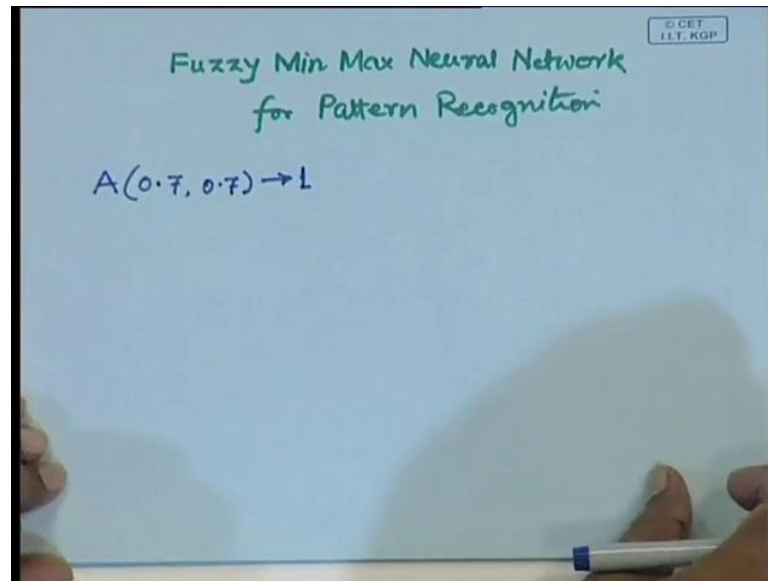 © CET
I.I.T. KGP
Fuzzy Min Max Neural Network
for Pattern Recognition
A(0.7, 0.7) → 1